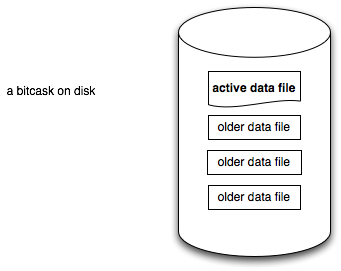 active data file
a bitcask on disk
older data file
older data file
older data file